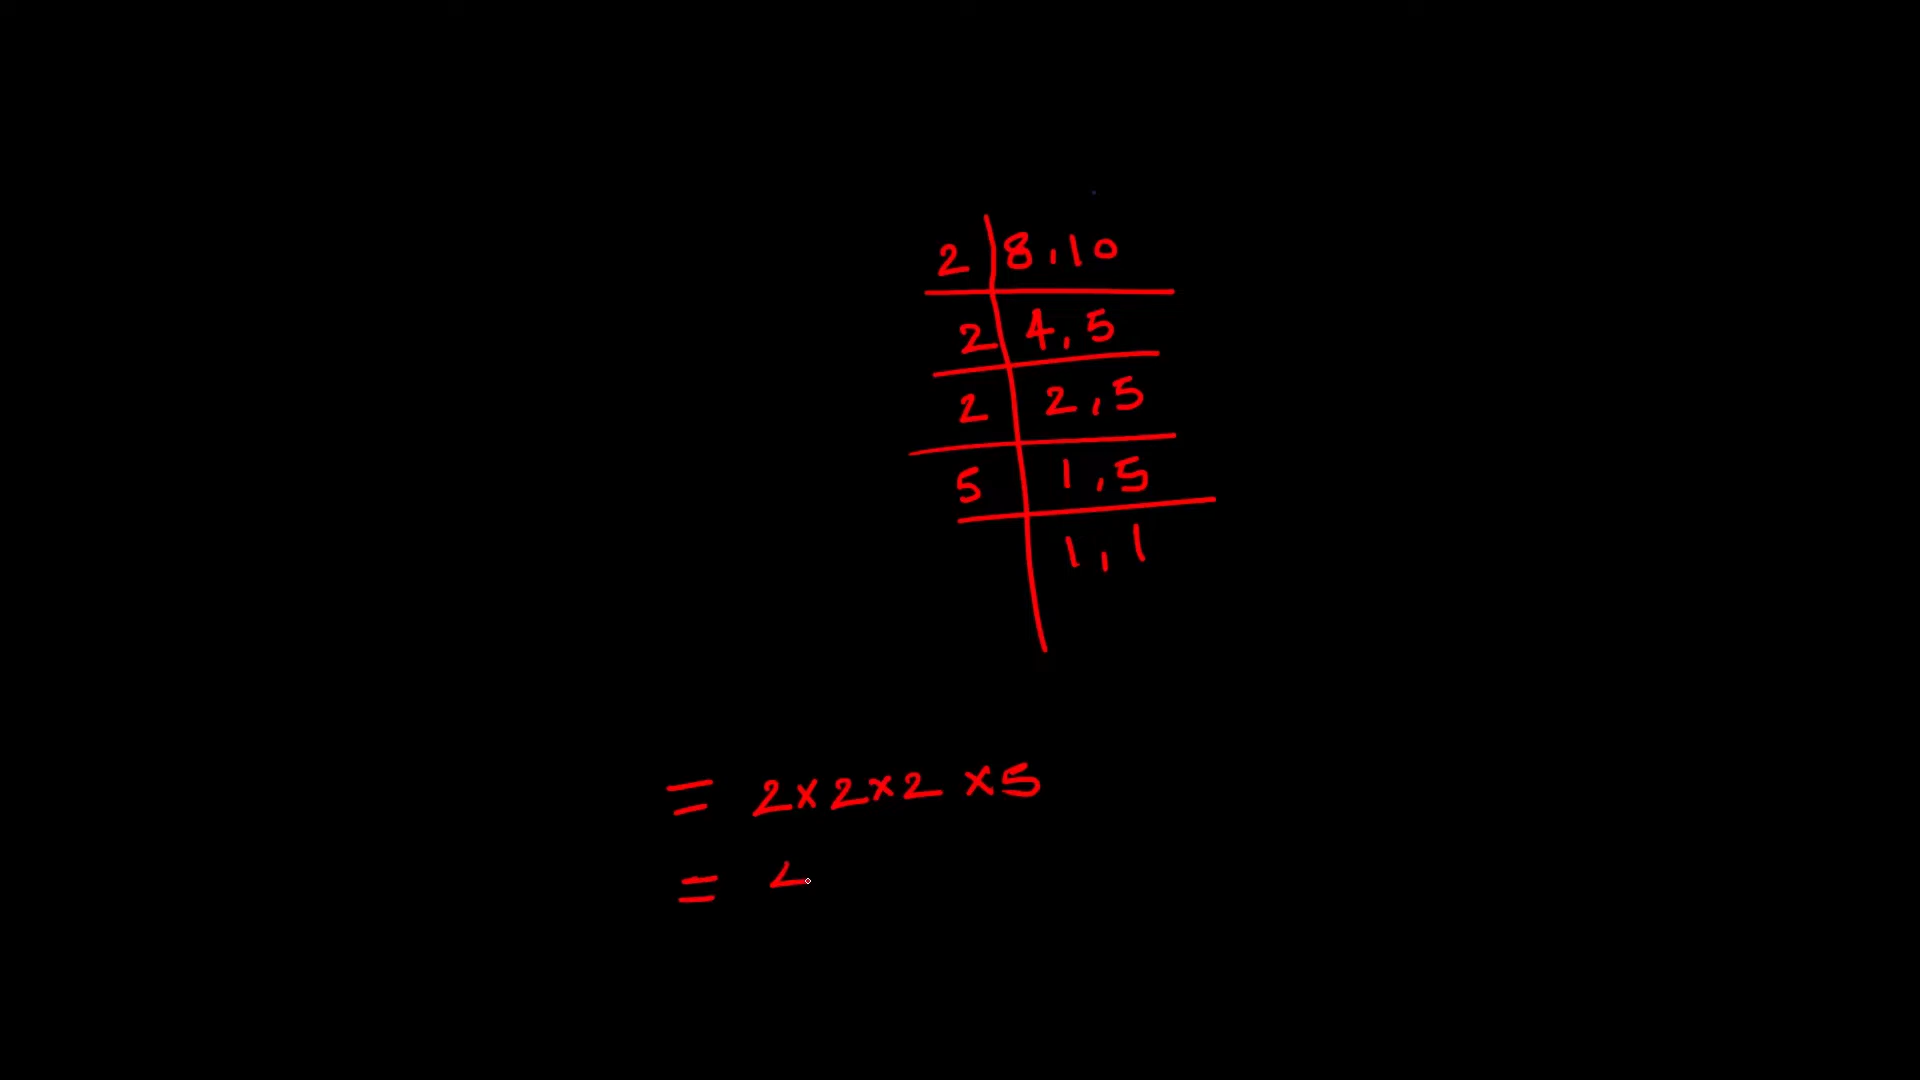 2 | 8,10
2 | 4,5
2 | 2,5
5 | 1,5
1,1
= 2×2×2×5
=